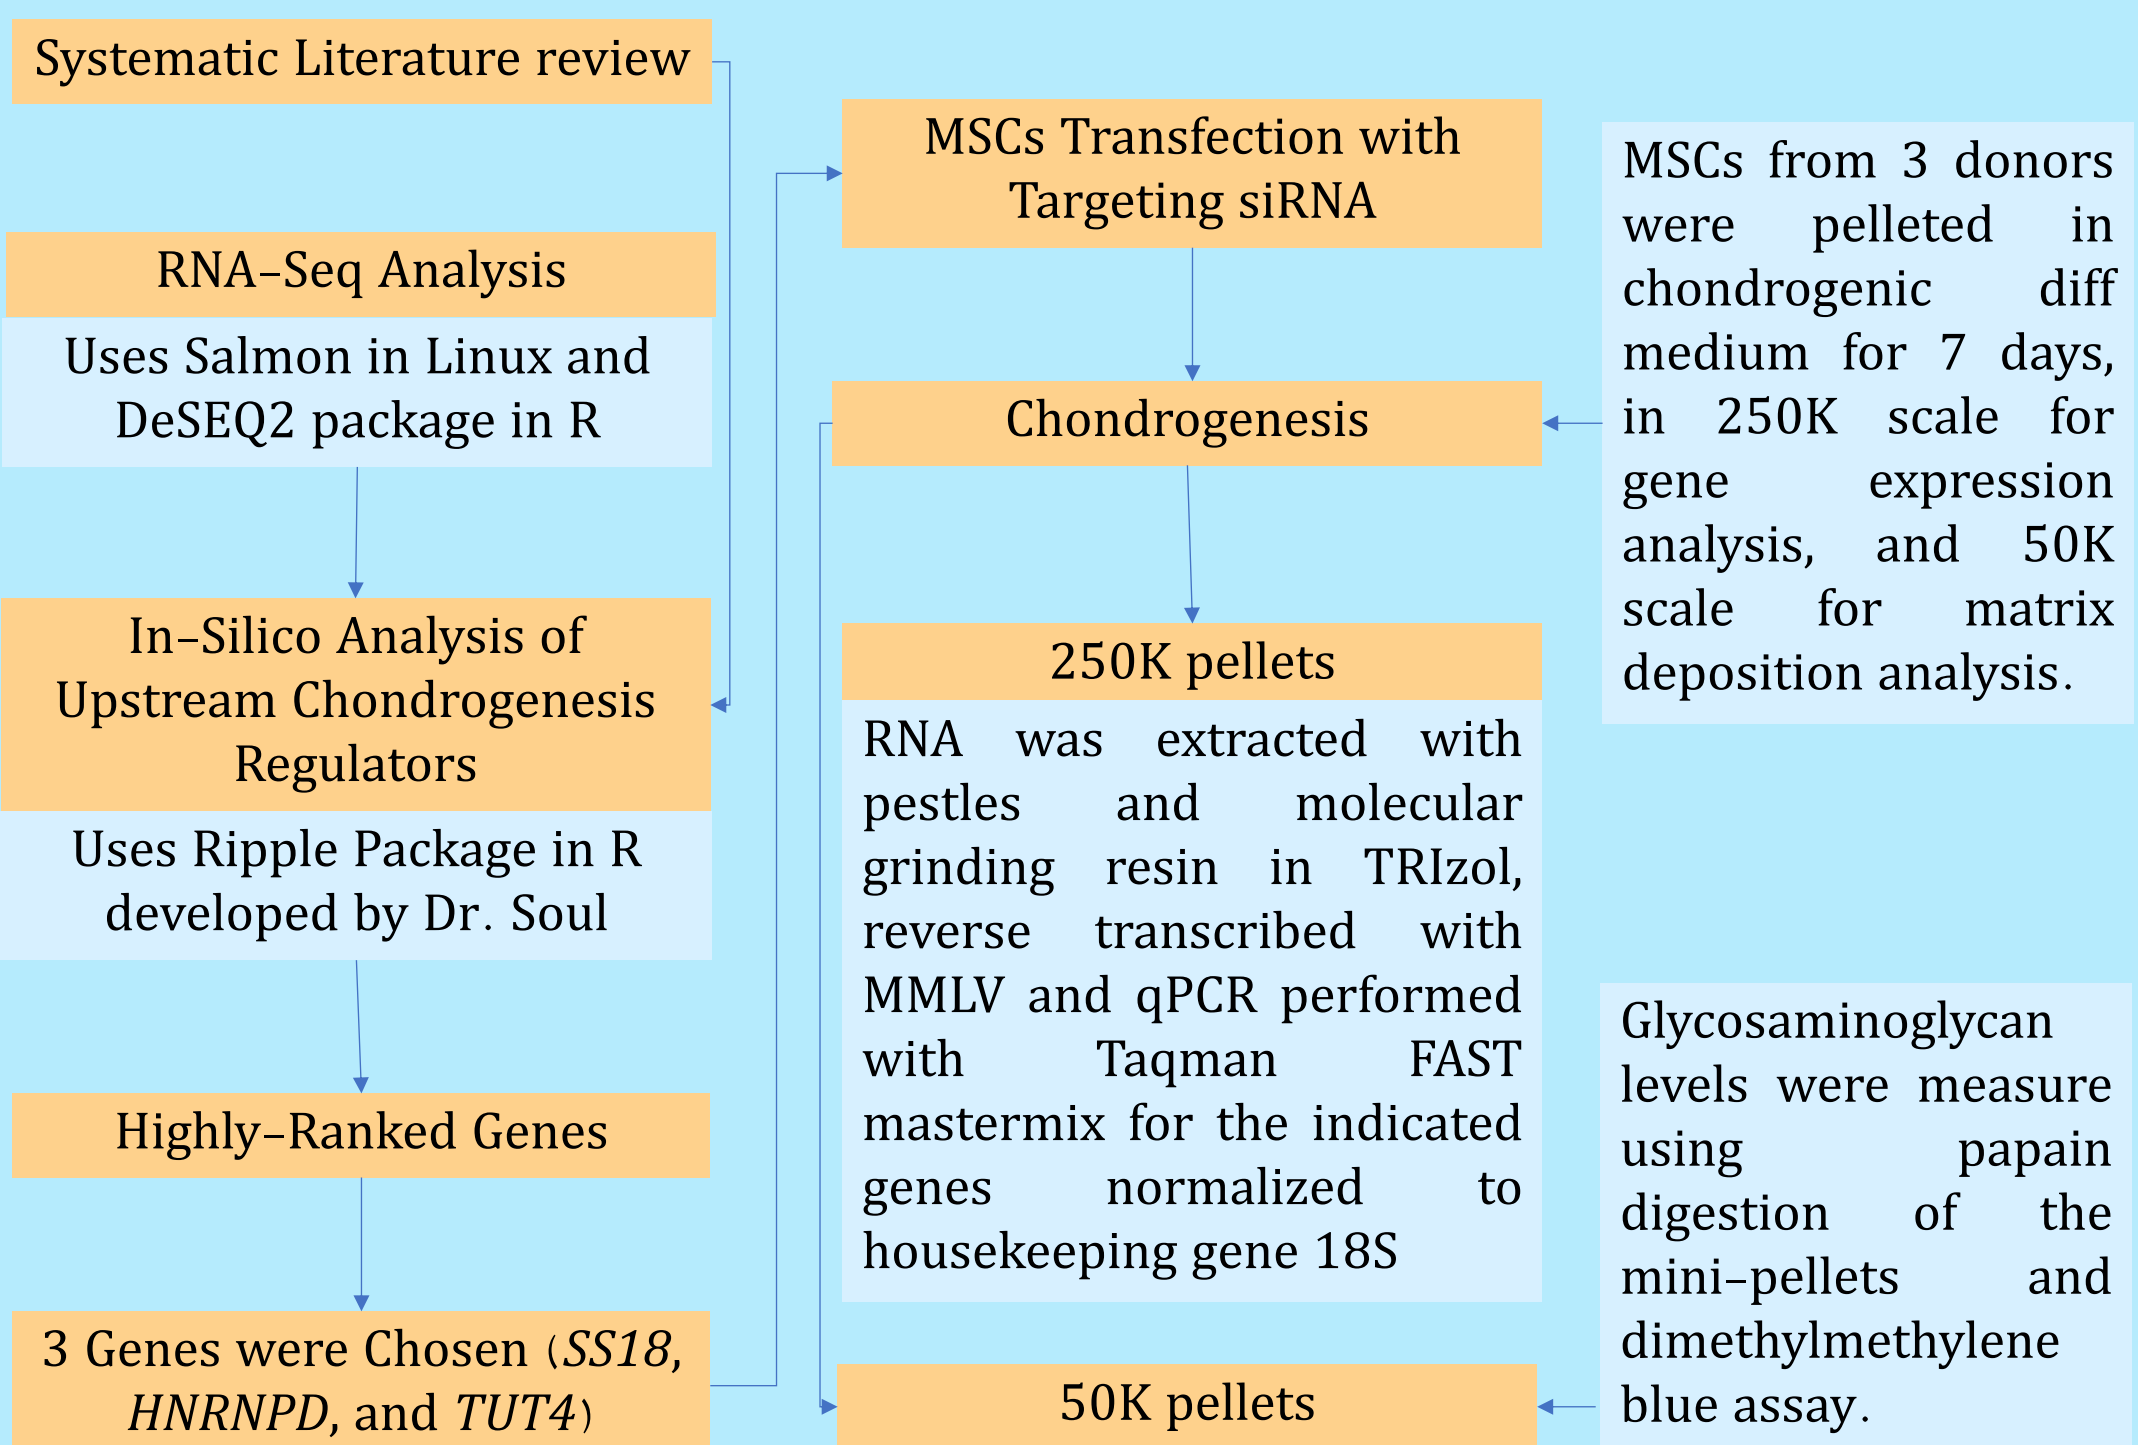 Systematic Literature review
RNA–Seq Analysis
Uses Salmon in Linux and
DeSEQ2 package in R
In–Silico Analysis of
Upstream Chondrogenesis
Regulators
Uses Ripple Package in R
developed by Dr. Soul
Highly–Ranked Genes
3 Genes were Chosen (SS18,
HNRNPD, and TUT4)
MSCs Transfection with
Targeting siRNA
Chondrogenesis
MSCs from 3 donors
were pelleted in
chondrogenic diff
medium for 7 days,
in 250K scale for
gene expression
analysis, and 50K
scale for matrix
deposition analysis.
250K pellets
RNA was extracted with
pestles and molecular
grinding resin in TRIzol,
reverse transcribed with
MMLV and qPCR performed
with Taqman FAST
mastermix for the indicated
genes normalized to
housekeeping gene 18S
50K pellets
Glycosaminoglycan
levels were measure
using papain
digestion of the
mini–pellets and
dimethylmethylene
blue assay.